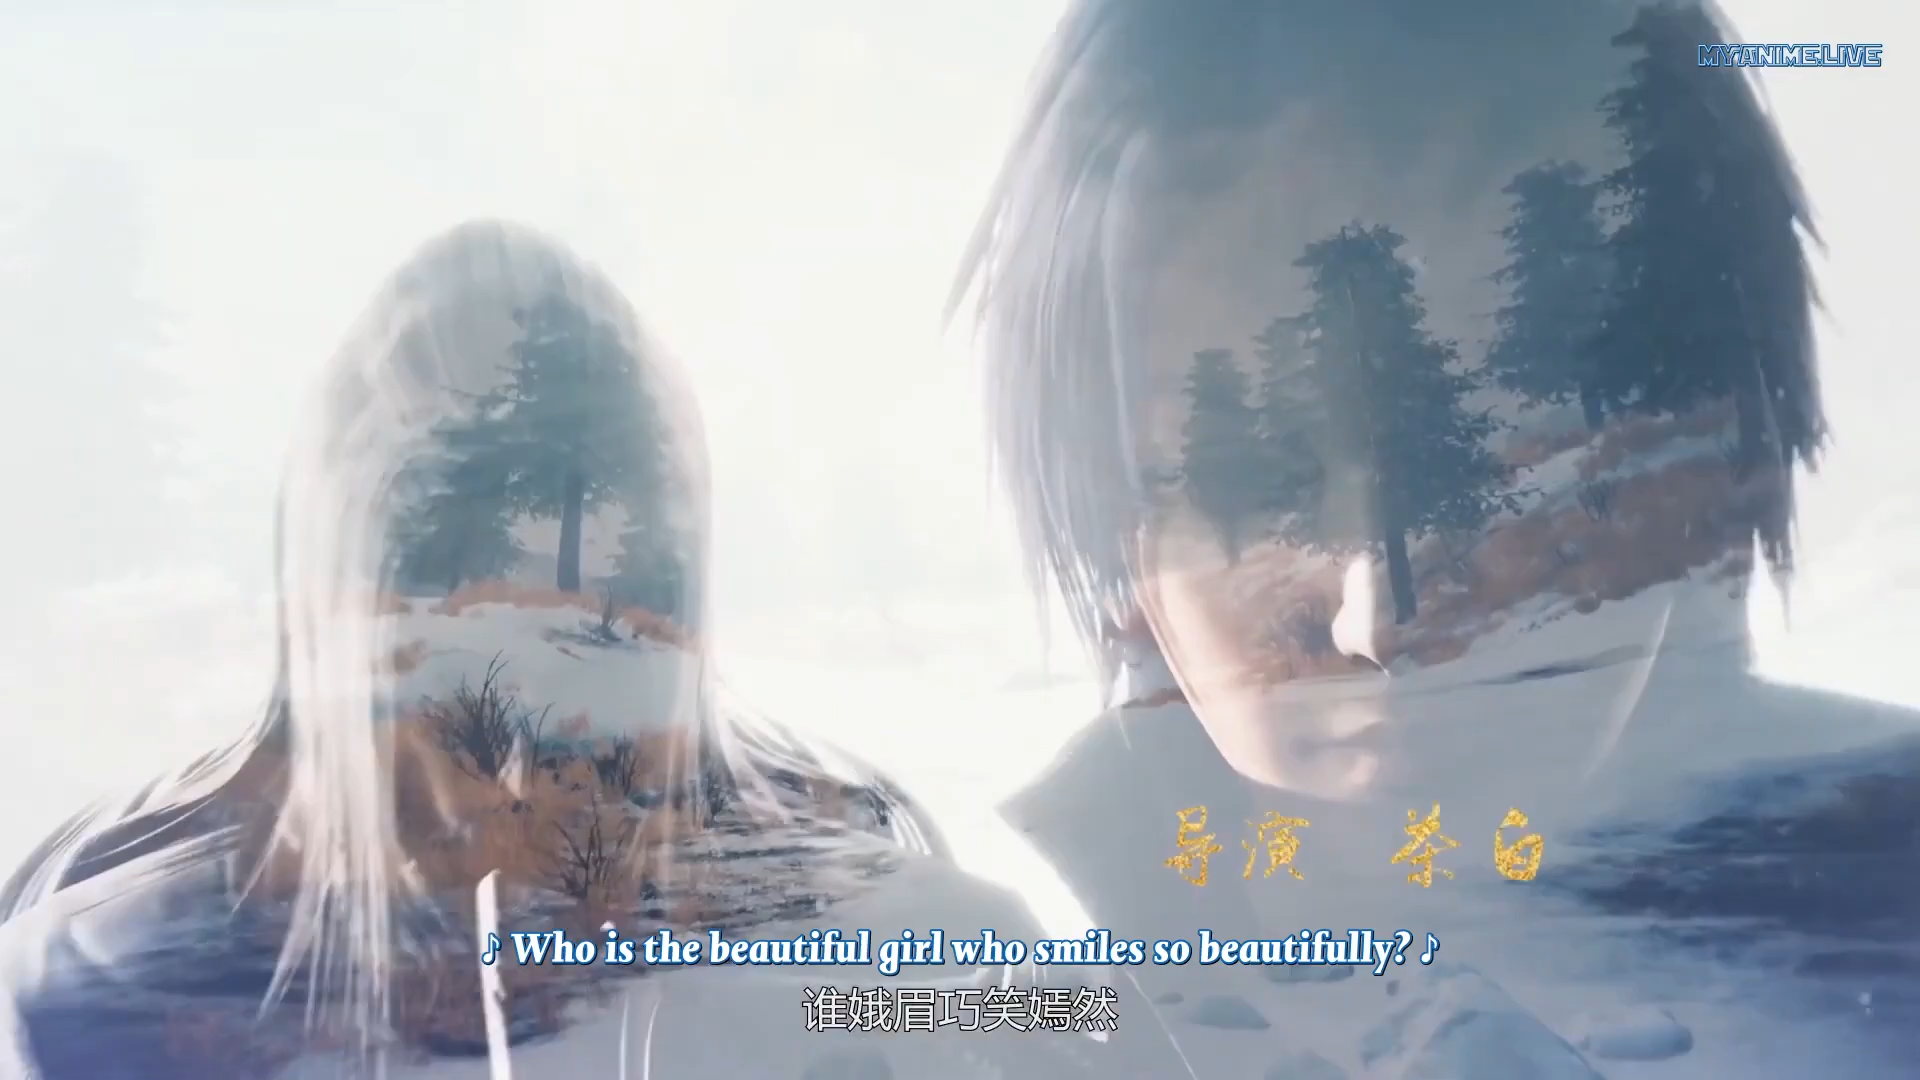 MYANIME.LIVE
导演 茶白
♪ Who is the beautiful girl who smiles so beautifully? ♪
谁娥眉巧笑嫣然